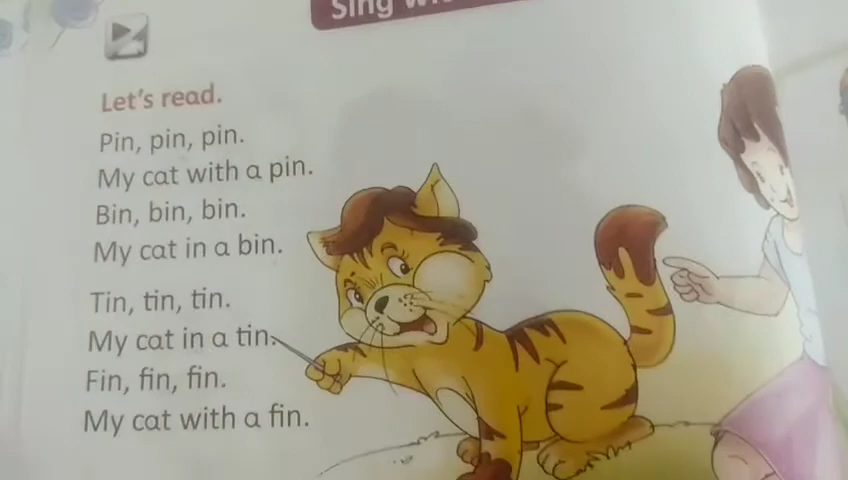 Sing
Let's read.
Pin, pin, pin.
My cat with a pin.
Bin, bin, bin.
My cat in a bin.
Tin, tin, tin.
My cat in a tin.
Fin, fin, fin.
My cat with a fin.